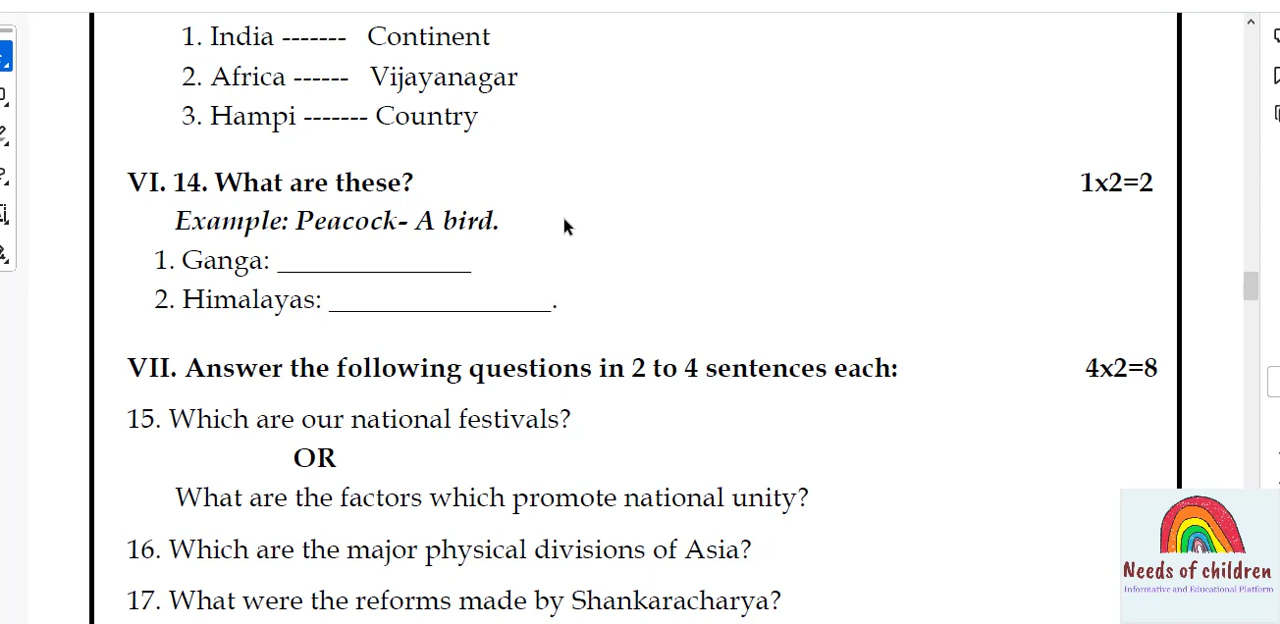 1. India ------- Continent
2. Africa ------ Vijayanagar
3. Hampi ------- Country
VI. 14. What are these? 1x2=2
Example: Peacock- A bird.
1. Ganga: ______________
2. Himalayas: ________________.
VII. Answer the following questions in 2 to 4 sentences each: 4x2=8
15. Which are our national festivals?
OR
What are the factors which promote national unity?
16. Which are the major physical divisions of Asia?
17. What were the reforms made by Shankaracharya?
Needs of children
Informative and Educational Platform